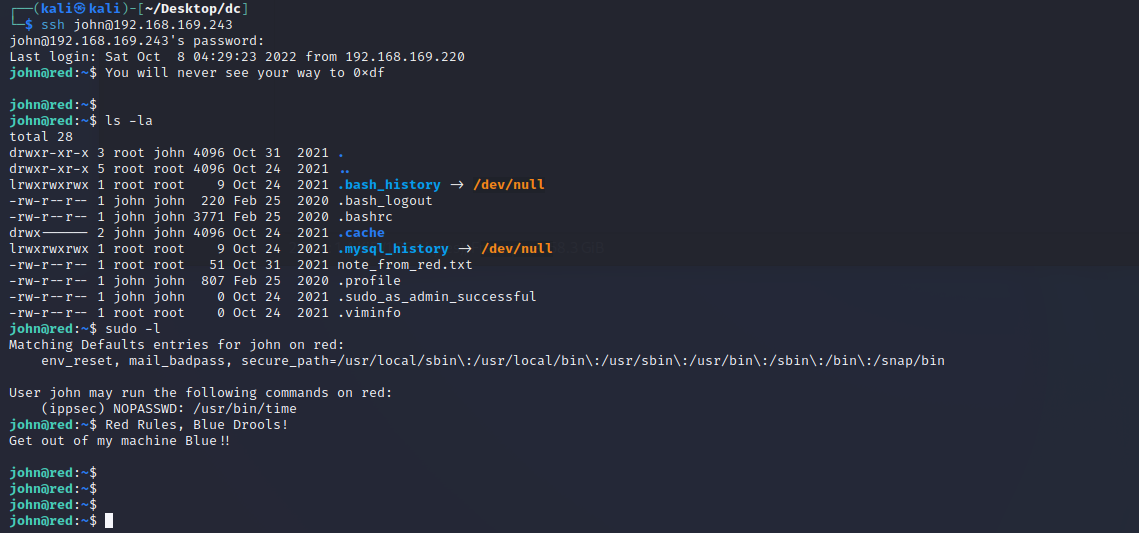 ┌──(kali㉿kali)-[~/Desktop/dc]
└─$ ssh john@192.168.169.243
john@192.168.169.243's password:
Last login: Sat Oct  8 04:29:23 2022 from 192.168.169.220
john@red:~$ You will never see your way to 0×df
john@red:~$
john@red:~$ ls -la
total 28
drwxr-xr-x 3 root john 4096 Oct 31  2021 .
drwxr-xr-x 5 root root 4096 Oct 24  2021 ..
lrwxrwxrwx 1 root root    9 Oct 24  2021 .bash_history → /dev/null
-rw-r--r-- 1 john john  220 Feb 25  2020 .bash_logout
-rw-r--r-- 1 john john 3771 Feb 25  2020 .bashrc
drwx------ 2 john john 4096 Oct 24  2021 .cache
lrwxrwxrwx 1 root root    9 Oct 24  2021 .mysql_history → /dev/null
-rw-r--r-- 1 root root   51 Oct 31  2021 note_from_red.txt
-rw-r--r-- 1 john john  807 Feb 25  2020 .profile
-rw-r--r-- 1 john john    0 Oct 24  2021 .sudo_as_admin_successful
-rw-r--r-- 1 root root    0 Oct 24  2021 .viminfo
john@red:~$ sudo -l
Matching Defaults entries for john on red:
    env_reset, mail_badpass, secure_path=/usr/local/sbin\:/usr/local/bin\:/usr/sbin\:/usr/bin\:/sbin\:/bin\:/snap/bin
User john may run the following commands on red:
    (ippsec) NOPASSWD: /usr/bin/time
john@red:~$ Red Rules, Blue Drools!
Get out of my machine Blue!!
john@red:~$
john@red:~$
john@red:~$
john@red:~$